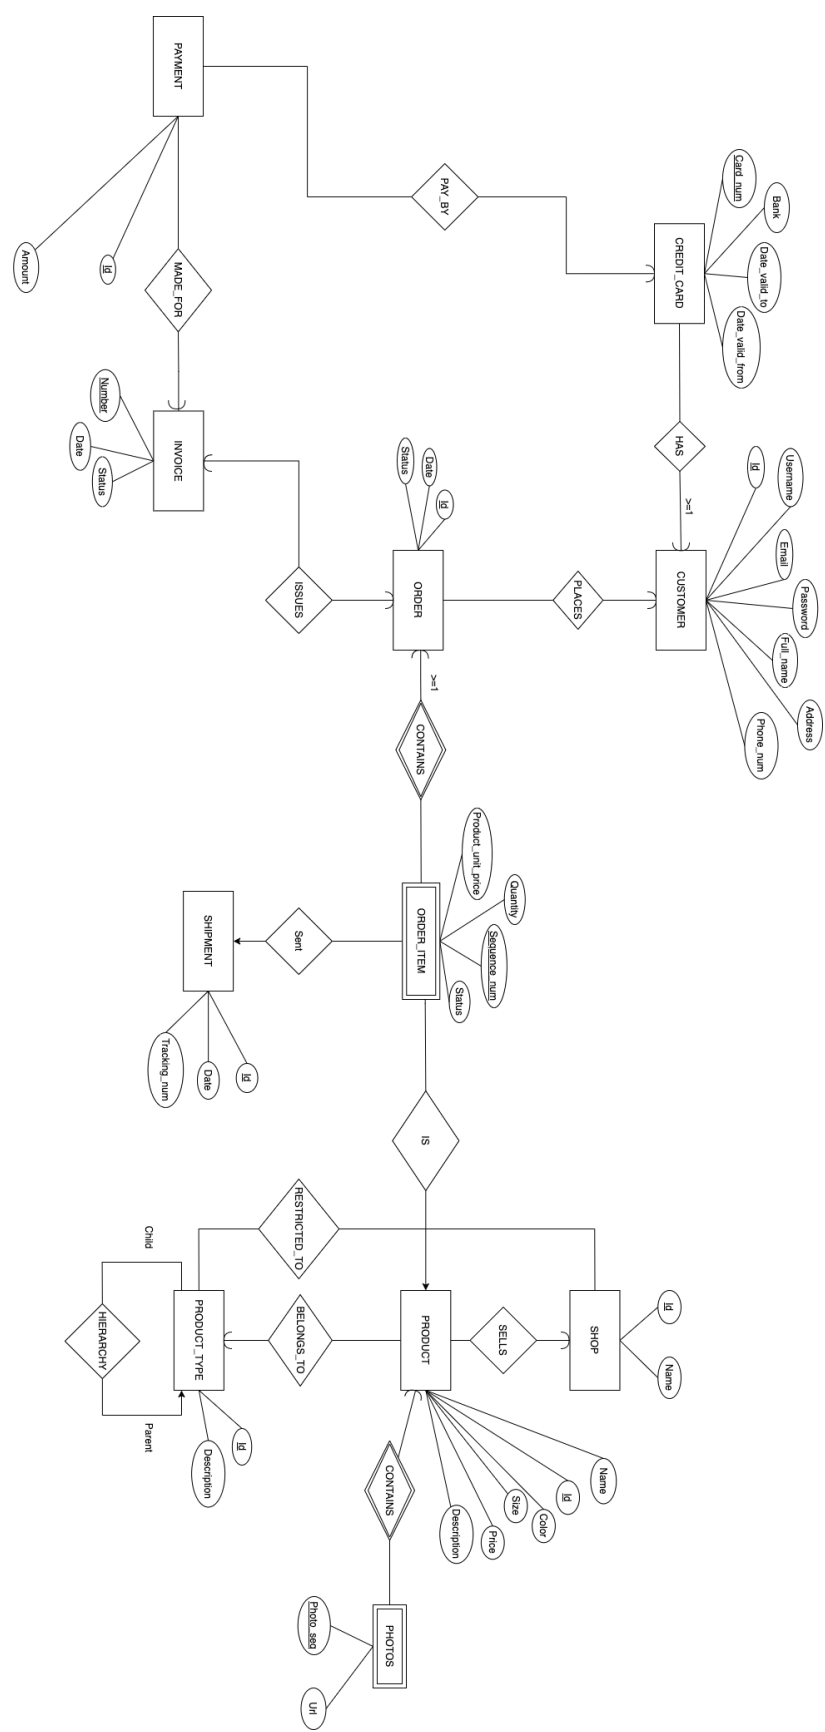 PAYMENT
Amount
Id
PAY_BY
MADE_FOR
Card_num
Bank
Date_valid_to
Date_valid_from
CREDIT_CARD
HAS
>=1
Number
Date
Status
INVOICE
ISSUES
Status
Date
Id
ORDER
PLACES
Id
Username
Email
Password
Full_name
Address
Phone_num
CUSTOMER
>=1
CONTAINS
Product_unit_price
Quantity
Sequence_num
Status
ORDER_ITEM
Sent
SHIPMENT
Tracking_num
Date
Id
IS
RESTRICTED_TO
Child
HIERARCHY
Parent
PRODUCT_TYPE
Description
Id
BELONGS_TO
PRODUCT
SELLS
SHOP
Id
Name
Name
Id
Color
Size
Price
Description
CONTAINS
PHOTOS
Photo_seq
Url